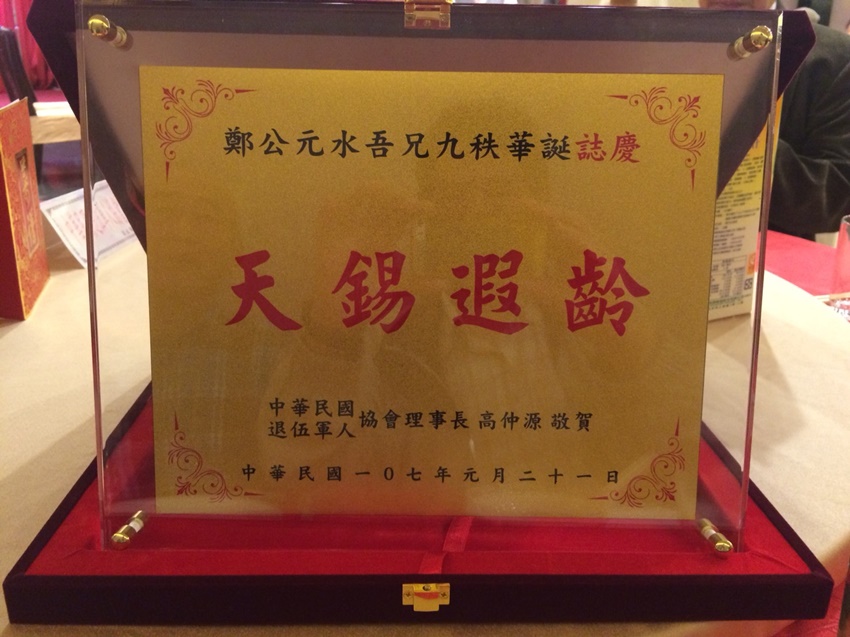 鄭公元水吾兄九秩華誕誌慶
天錫遐齡
中華民國
退伍軍人
協會理事長 高仲源 敬賀
中華民國一0七年元月二十一日